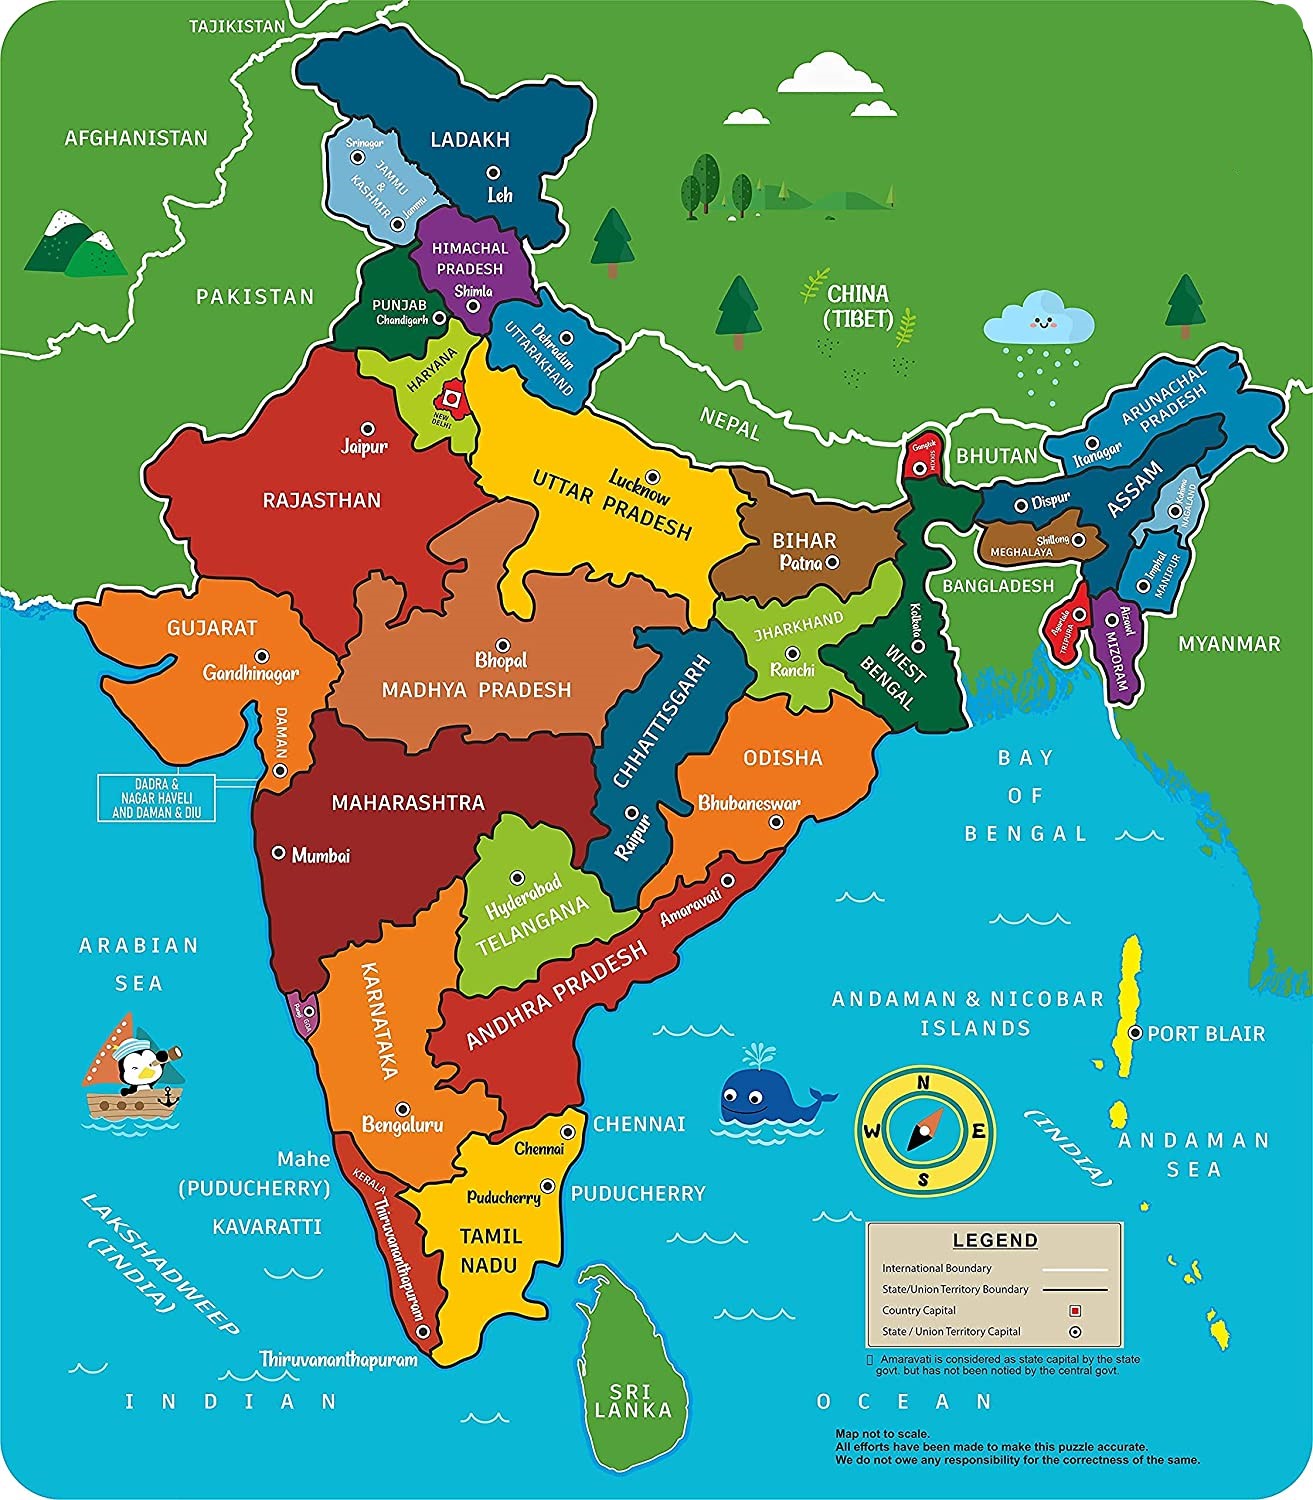 TAJIKISTAN
AFGHANISTAN
LADAKH
Srinagar
JAMMU
&
KASHMIR
Jammu
Leh
HIMACHAL
PRADESH
Shimla
PAKISTAN
PUNJAB
Chandigarh
CHINA
(TIBET)
Dehradun
UTTARAKHAND
HARYANA
NEW
DELHI
NEPAL
ARUNACHAL
PRADESH
Itanagar
Jaipur
RAJASTHAN
Lucknow
UTTAR PRADESH
Gangtok
SIKKIM
BHUTAN
Dispur
ASSAM
Kohima
NAGALAND
BIHAR
Patna
Shillong
MEGHALAYA
Imphal
MANIPUR
BANGLADESH
GUJARAT
Gandhinagar
JHARKHAND
Ranchi
Kolkata
WEST
BENGAL
Agartala
TRIPURA
Aizawl
MIZORAM
MYANMAR
Bhopal
MADHYA PRADESH
CHHATTISGARH
Raipur
DAMAN
DADRA &
NAGAR HAVELI
AND DAMAN & DIU
ODISHA
Bhubaneswar
BAY
OF
BENGAL
MAHARASHTRA
Mumbai
Hyderabad
TELANGANA
Amaravati
ANDHRA PRADESH
ARABIAN
SEA
KARNATAKA
Panaji
GOA
Bengaluru
ANDAMAN & NICOBAR
ISLANDS
PORT BLAIR
(INDIA)
ANDAMAN
SEA
N
W
E
S
CHENNAI
Chennai
Mahe
(PUDUCHERRY)
KAVARATTI
LAKSHADWEEP
(INDIA)
KERALA
Thiruvananthapuram
Puducherry
PUDUCHERRY
TAMIL
NADU
Thiruvananthapuram
LEGEND
International Boundary
State/Union Territory Boundary
Country Capital
State / Union Territory Capital
Amaravati is considered as state capital by the state
govt. but has not been notied by the central govt.
SRI
LANKA
INDIAN
OCEAN
Map not to scale.
All efforts have been made to make this puzzle accurate.
We do not owe any responsibility for the correctness of the same.